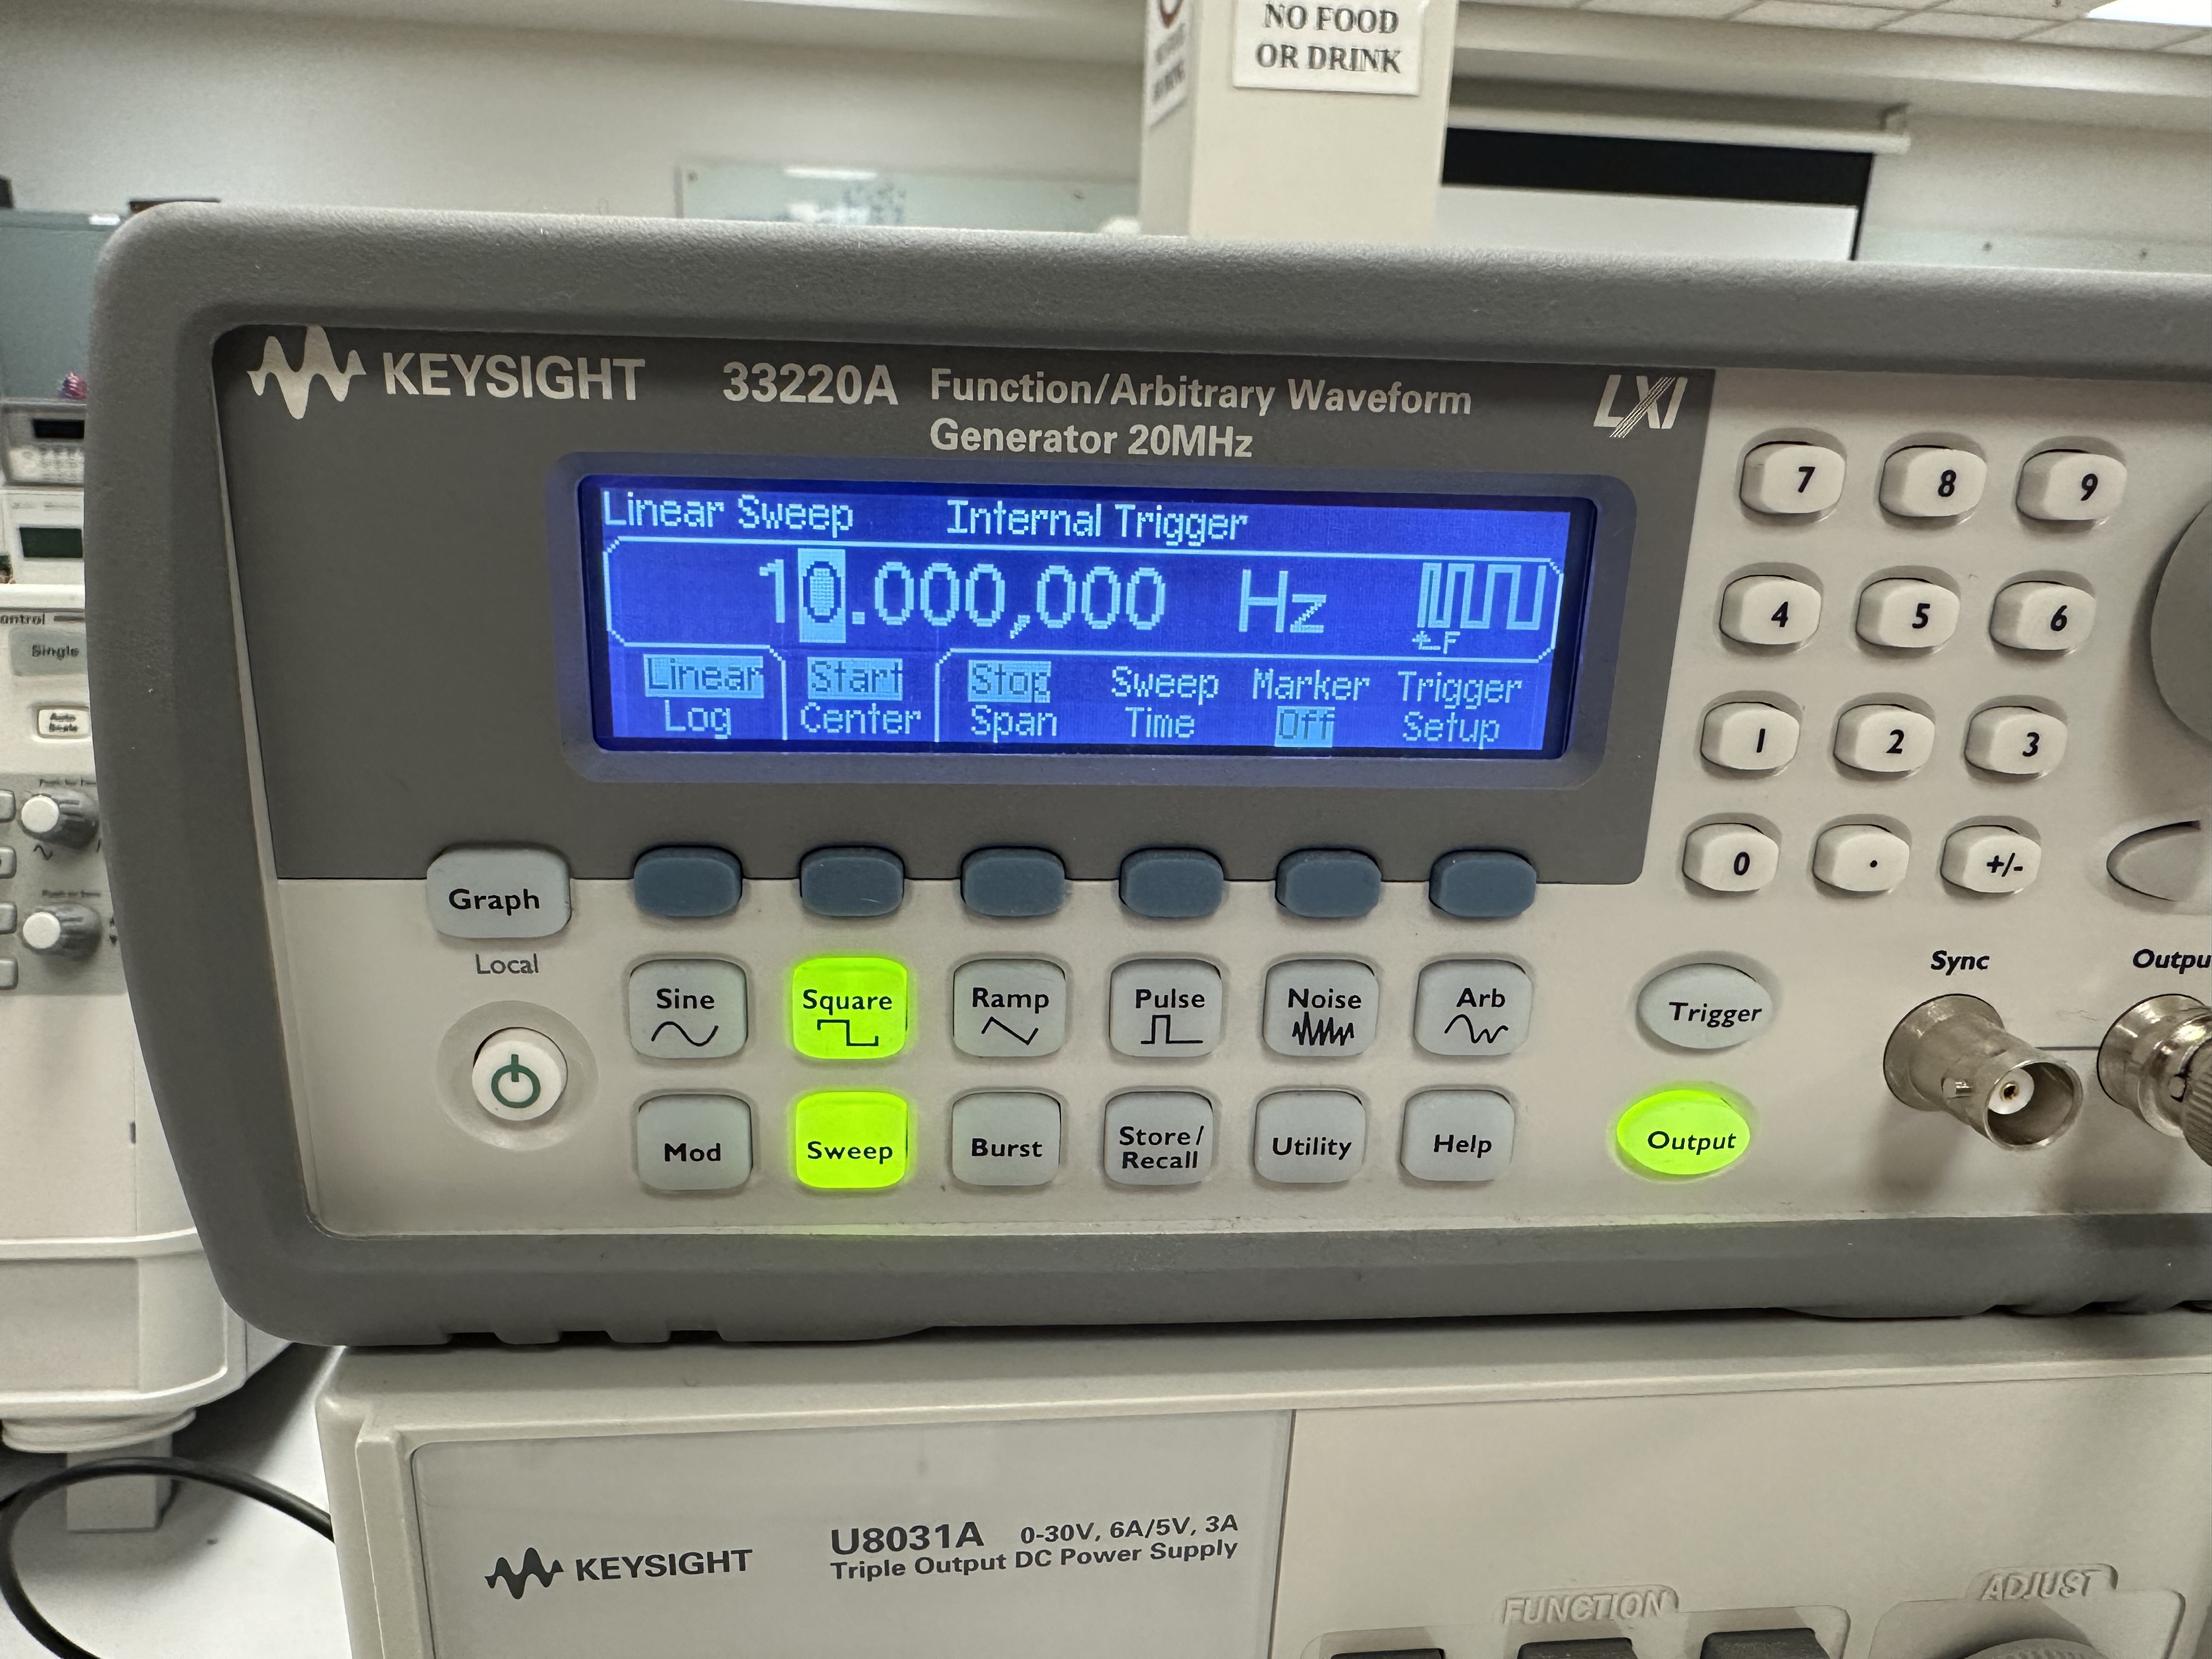 NO FOOD
OR DRINK
KEYSIGHT 33220A Function/Arbitrary Waveform
Generator 20MHz
LXI
Linear Sweep Internal Trigger
10.000,000 Hz
Linear Start Stop Sweep Marker Trigger
Log Center Span Time Off Setup
7 8 9
4 5 6
1 2 3
0 . +/-
Single
Auto
Graph
Local
Sync
Outpu
Sine Square Ramp Pulse Noise Arb
Trigger
Mod Sweep Burst Store/
Recall Utility Help
Output
KEYSIGHT
U8031A 0-30V, 6A/5V, 3A
Triple Output DC Power Supply
FUNCTION
ADJUST